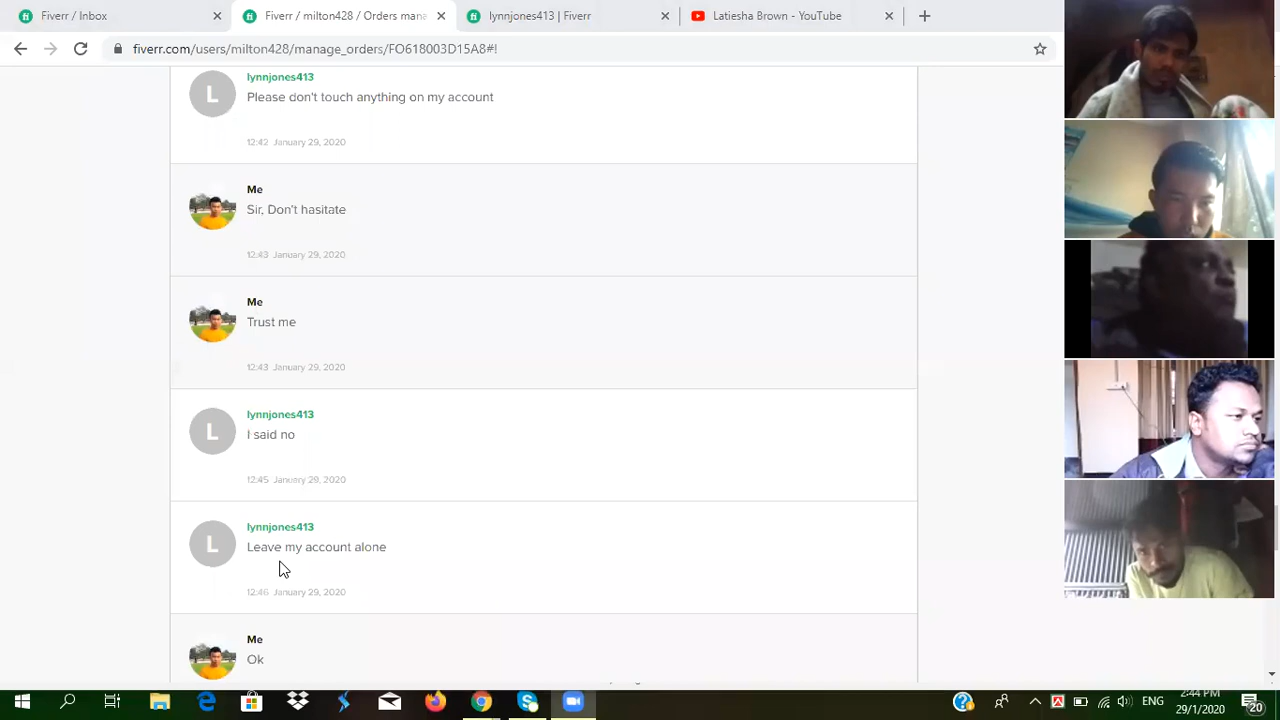 Fiverr / Inbox
Fiverr / milton428 / Orders mana
lynnjones413 | Fiverr
Latiesha Brown - YouTube
fiverr.com/users/milton428/manage_orders/FO618003D15A8#!
L
lynnjones413
Please don't touch anything on my account
12:42 January 29, 2020
Me
Sir, Don't hasitate
12:43 January 29, 2020
Me
Trust me
12:43 January 29, 2020
L
lynnjones413
I said no
12:45 January 29, 2020
L
lynnjones413
Leave my account alone
12:46 January 29, 2020
Me
Ok
ENG
2:44 PM
29/1/2020
20